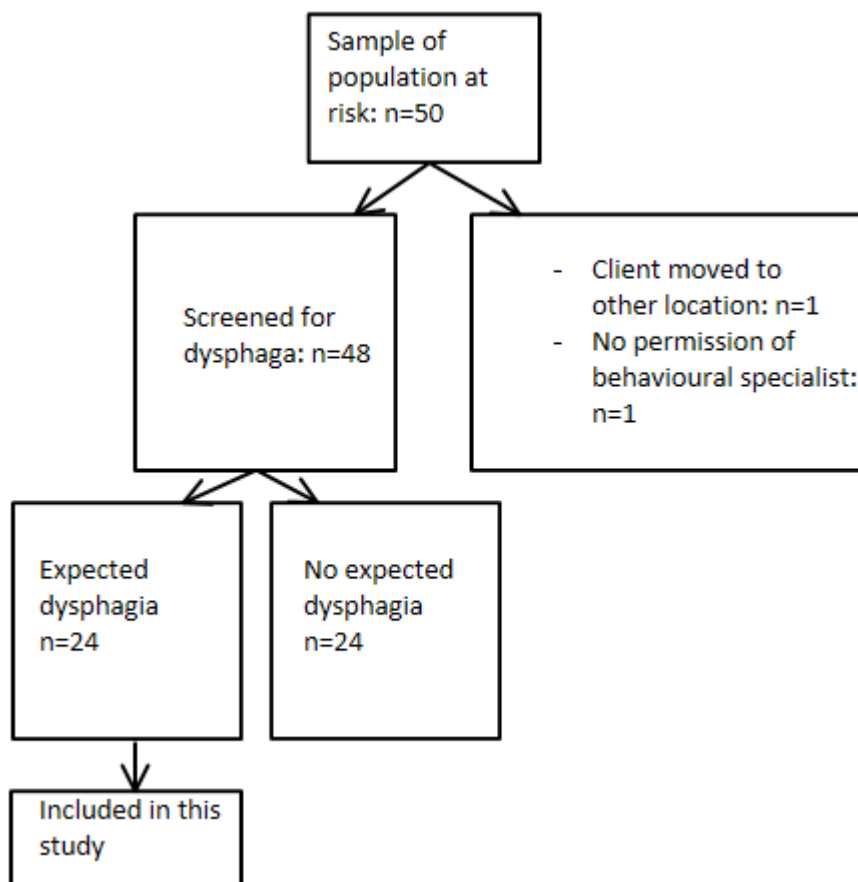 Sample of
population at
risk: n=50
Screened for
dysphaga: n=48
- Client moved to
other location: n=1
- No permission of
behavioural specialist:
n=1
Expected
dysphagia
n=24
No expected
dysphagia
n=24
Included in this
study